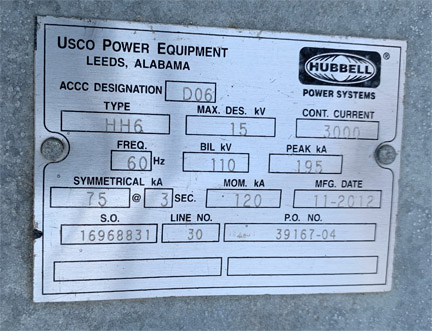 USCO POWER EQUIPMENT
LEEDS, ALABAMA
HUBBELL®
POWER SYSTEMS
ACCC DESIGNATION D06
TYPE MAX. DES. kV CONT. CURRENT
HH6 15 3000
FREQ. BIL kV PEAK kA
60 Hz 110 195
SYMMETRICAL kA MOM. kA MFG. DATE
75 @ 3 SEC. 120 11-2012
S.O. LINE NO. P.O. NO.
16968831 30 39167-04